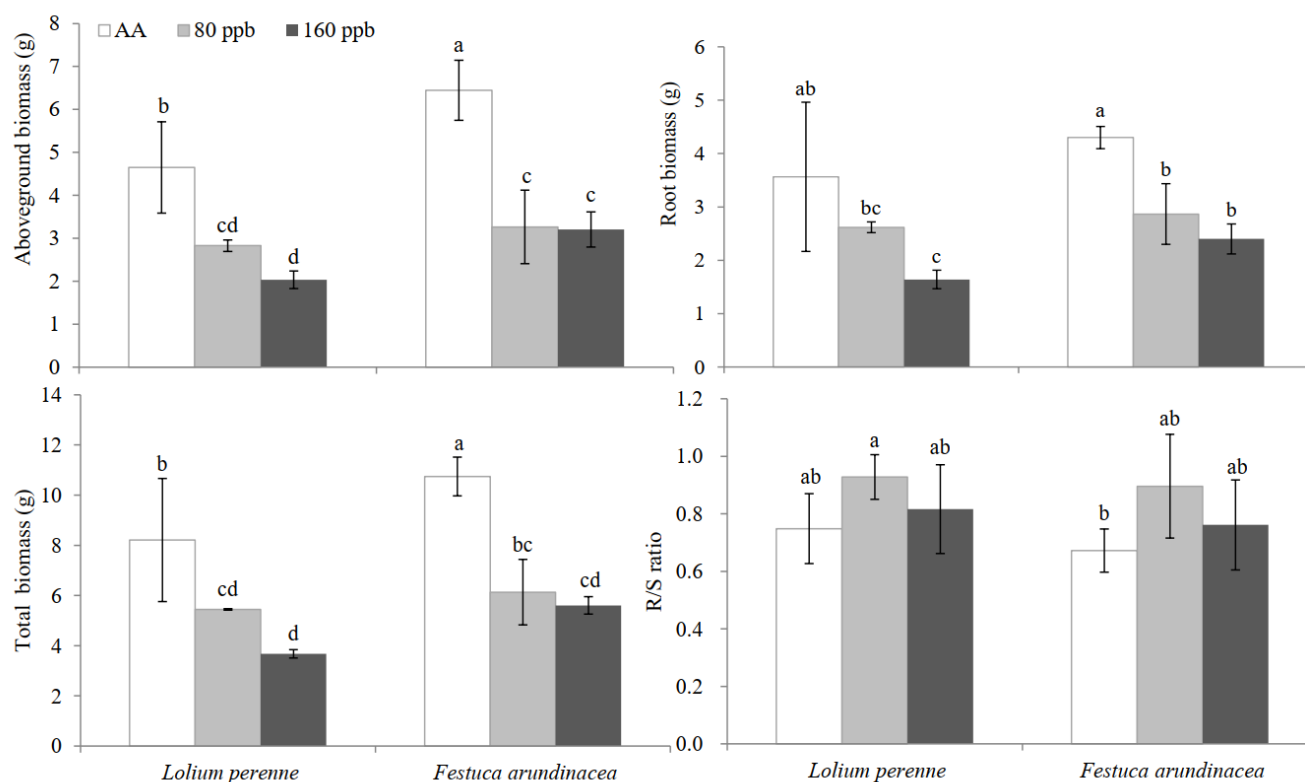 Aboveground biomass (g)
8
7
6
5
4
3
2
1
0
AA 80 ppb 160 ppb
b
cd
d
a
c
c
Root biomass (g)
6
5
4
3
2
1
0
ab
bc
c
a
b
b
Total biomass (g)
14
12
10
8
6
4
2
0
b
cd
d
a
bc
cd
Lolium perenne Festuca arundinacea
R/S ratio
1.2
1.0
0.8
0.6
0.4
0.2
0.0
ab
a
ab
b
ab
ab
Lolium perenne Festuca arundinacea